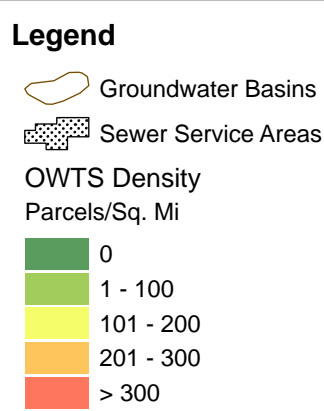 Legend
Groundwater Basins
Sewer Service Areas
OWTS Density
Parcels/Sq. Mi
0
1 - 100
101 - 200
201 - 300
> 300